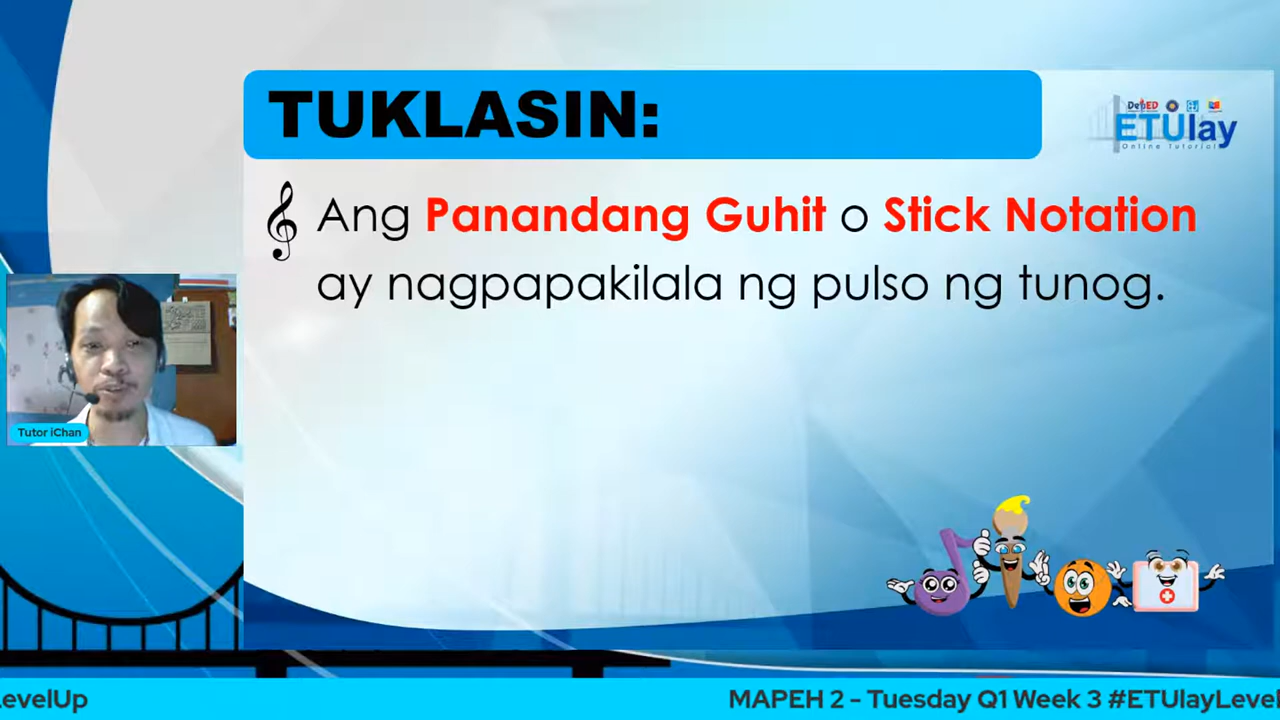 TUKLASIN:
DepED
ETUlay
Online Tutorial
Ang Panandang Guhit o Stick Notation
ay nagpapakilala ng pulso ng tunog.
Tutor iChan
LevelUp
MAPEH 2 - Tuesday Q1 Week 3 #ETUlayLevel